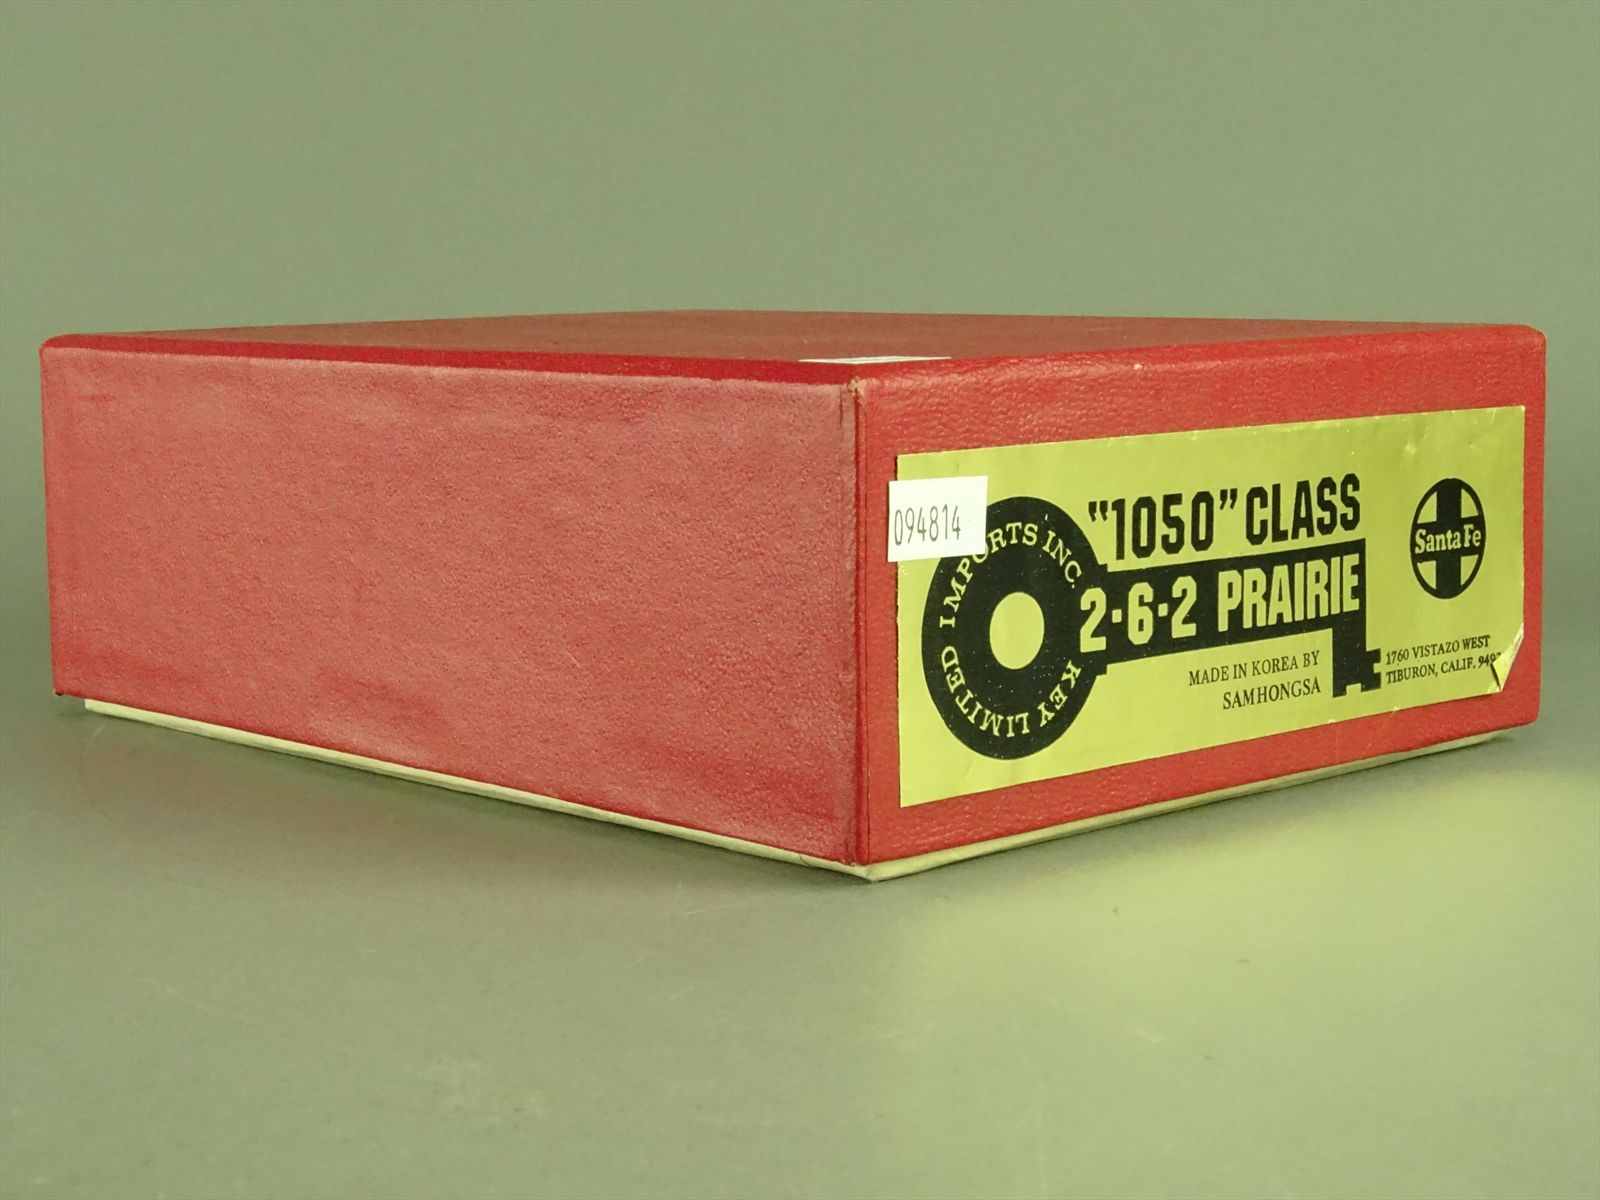 094814
"1050" CLASS
2-6-2 PRAIRIE
KEY LIMITED IMPORTS INC.
Santa Fe
MADE IN KOREA BY
SAMHONGSA
1760 VISTAZO WEST
TIBURON, CALIF.